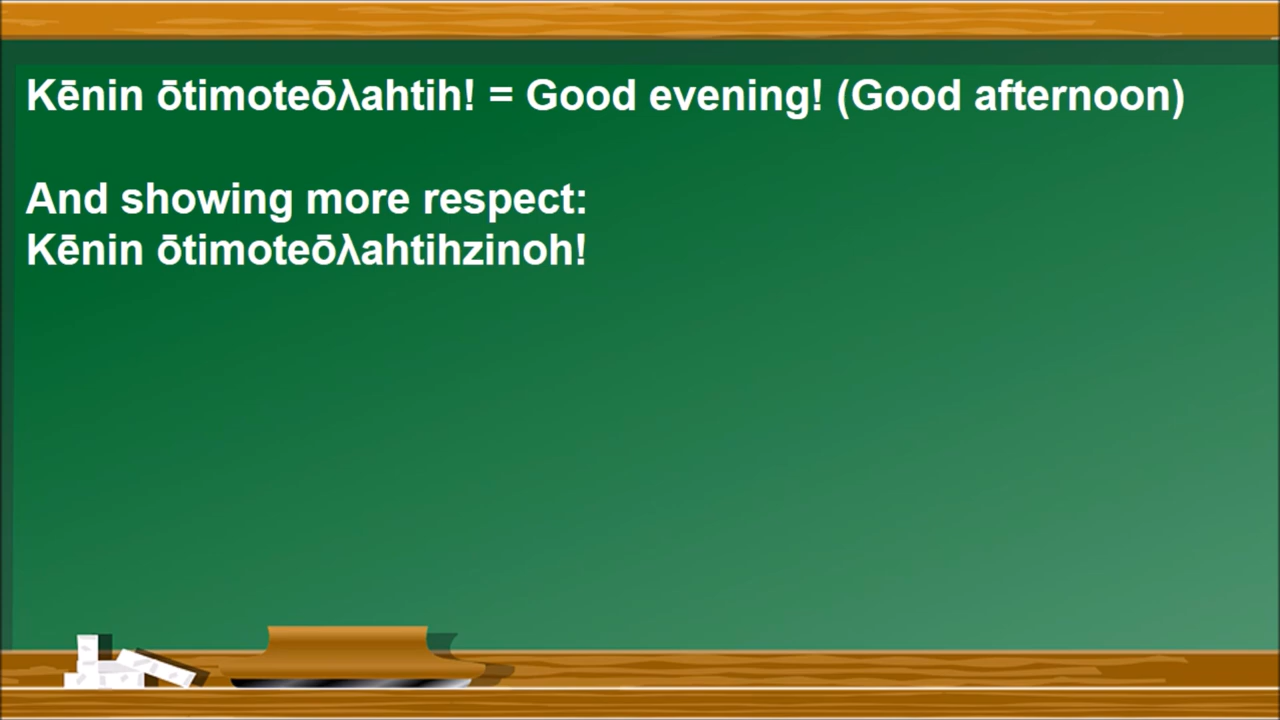 Kēnin ōtimoteōλahtih! = Good evening! (Good afternoon)
And showing more respect:
Kēnin ōtimoteōλahtihzinoh!